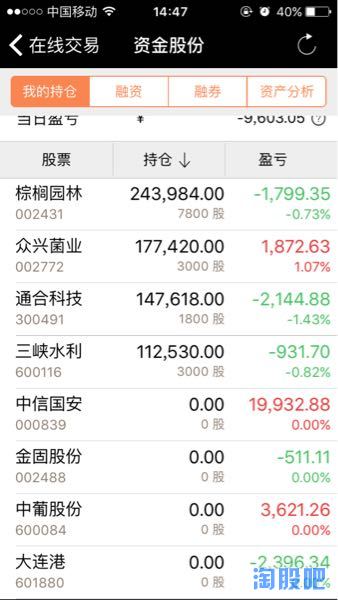 中国移动 14:47 40%
在线交易 资金股份
我的持仓 融资 融券 资产分析
当日盈亏 ¥ -9,603.05 ?
股票 持仓↓ 盈亏
棕榈园林 243,984.00 -1,799.35
002431 7800 股 -0.73%
众兴菌业 177,420.00 1,872.63
002772 3000 股 1.07%
通合科技 147,618.00 -2,144.88
300491 1800 股 -1.43%
三峡水利 112,530.00 -931.70
600116 3000 股 -0.82%
中信国安 0.00 19,932.88
000839 0 股 0.00%
金固股份 0.00 -511.11
002488 0 股 0.00%
中葡股份 0.00 3,621.26
600084 0 股 0.00%
大连港 0.00 -2,396.34
601880 0 股
淘股吧